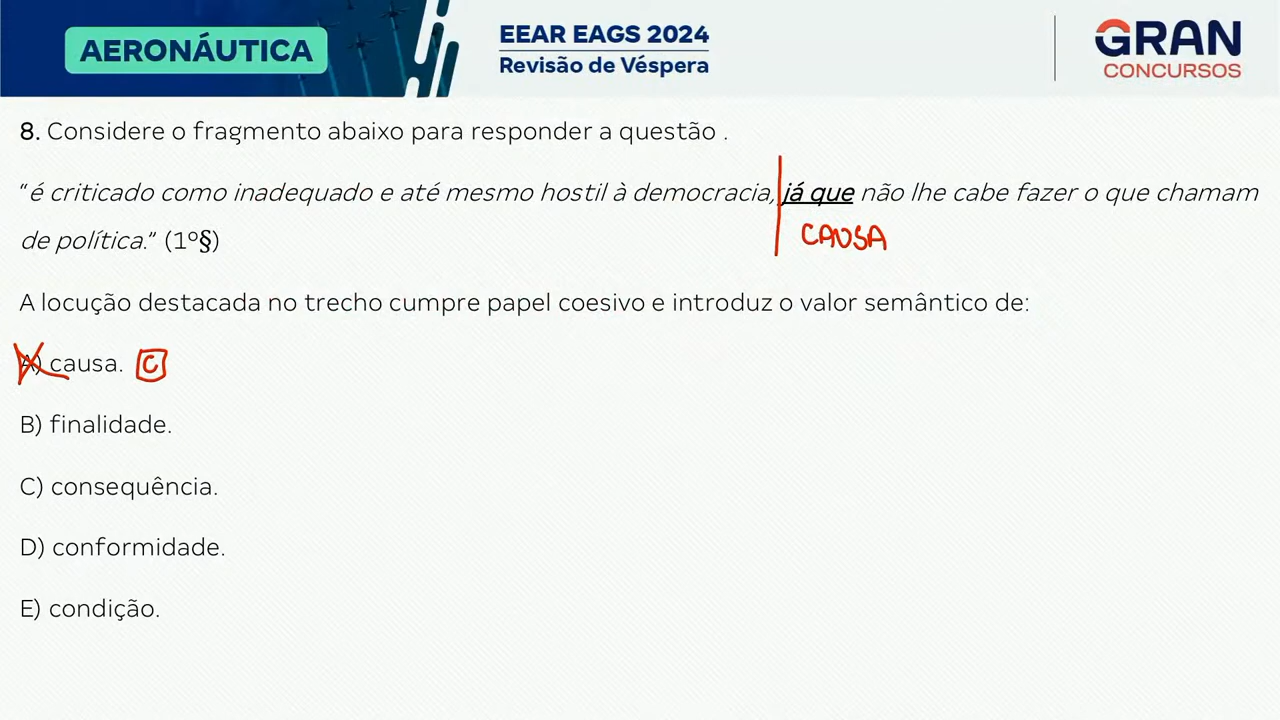 AERONÁUTICA
EEAR EAGS 2024
Revisão de Véspera
GRAN
CONCURSOS
8. Considere o fragmento abaixo para responder a questão .
“é criticado como inadequado e até mesmo hostil à democracia, já que não lhe cabe fazer o que chamam
de política.” (1º§)
CAUSA
A locução destacada no trecho cumpre papel coesivo e introduz o valor semântico de:
A) causa. C
B) finalidade.
C) consequência.
D) conformidade.
E) condição.